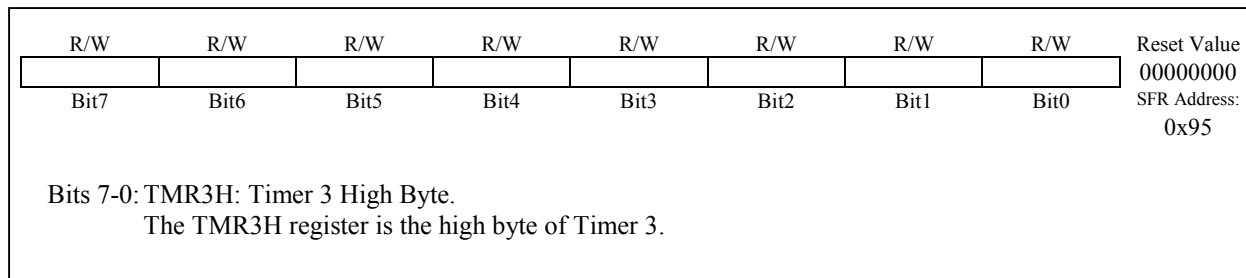 R/W R/W R/W R/W R/W R/W R/W R/W Reset Value
00000000
Bit7 Bit6 Bit5 Bit4 Bit3 Bit2 Bit1 Bit0 SFR Address:
0x95
Bits 7-0: TMR3H: Timer 3 High Byte.
The TMR3H register is the high byte of Timer 3.